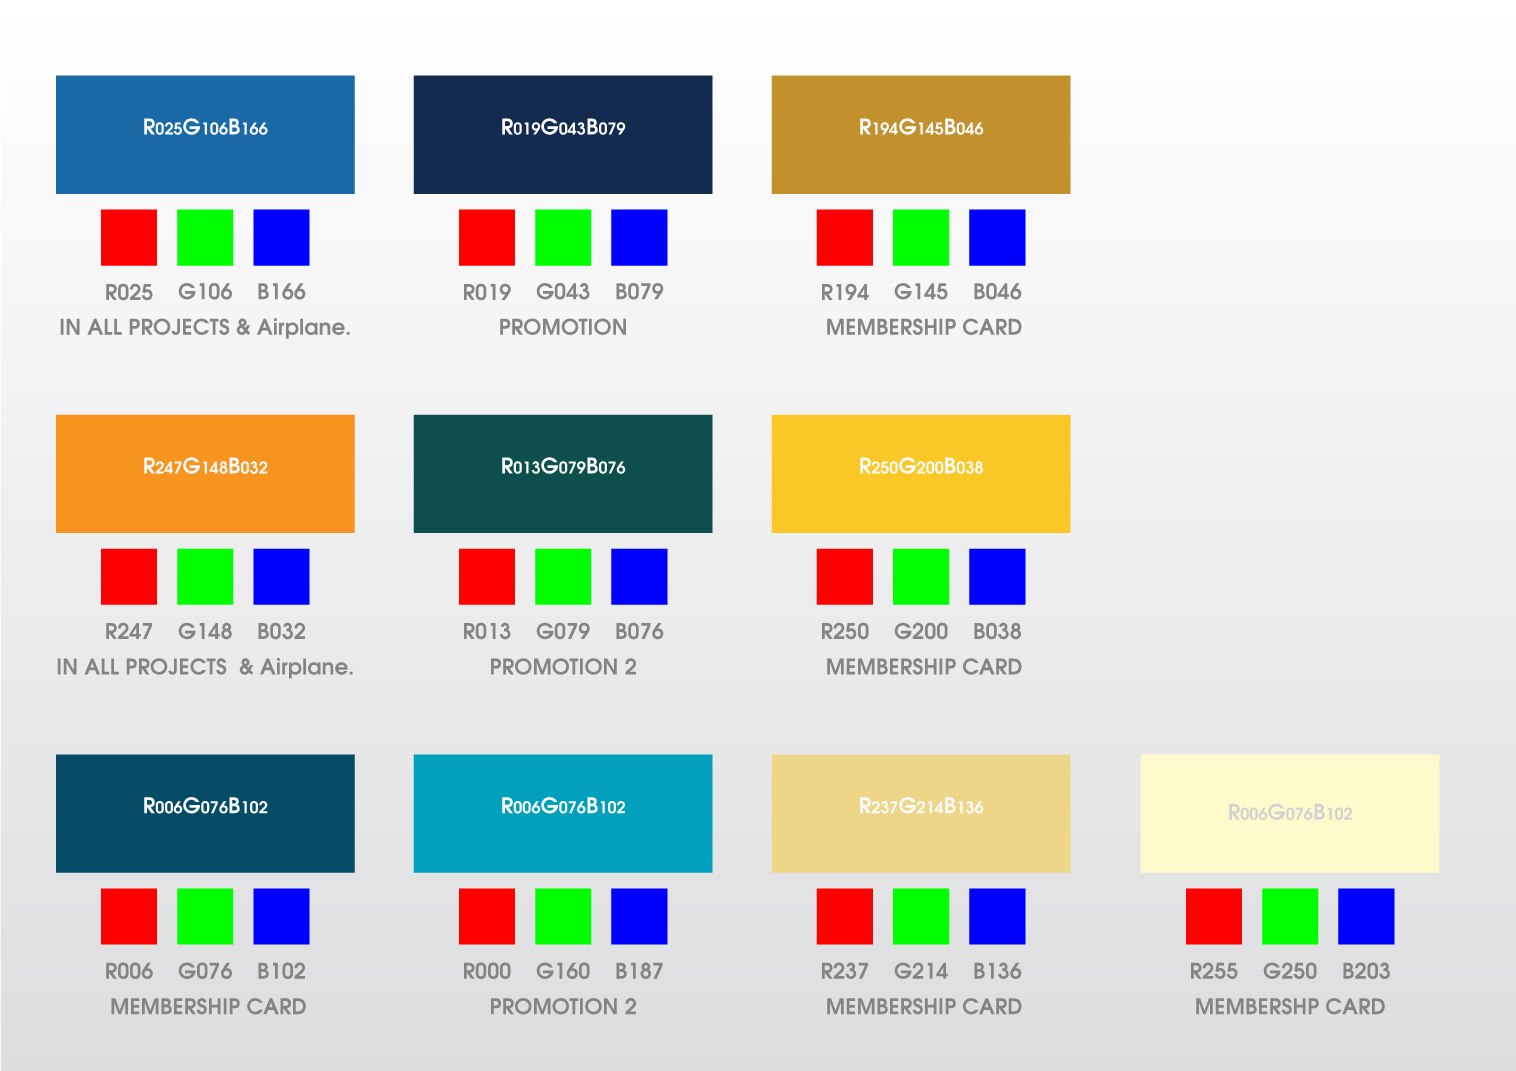 R025G106B166
R025 G106 B166
IN ALL PROJECTS & Airplane.
R019G043B079
R019 G043 B079
PROMOTION
R194G145B046
R194 G145 B046
MEMBERSHIP CARD
R247G148B032
R247 G148 B032
IN ALL PROJECTS  & Airplane.
R013G079B076
R013 G079 B076
PROMOTION 2
R250G200B038
R250 G200 B038
MEMBERSHIP CARD
R006G076B102
R006 G076 B102
MEMBERSHIP CARD
R006G076B102
R000 G160 B187
PROMOTION 2
R237G214B136
R237 G214 B136
MEMBERSHIP CARD
R006G076B102
R255 G250 B203
MEMBERSHP CARD